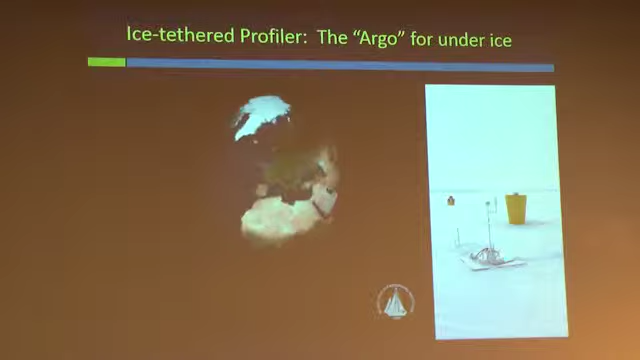 Ice-tethered Profiler: The “Argo” for under ice